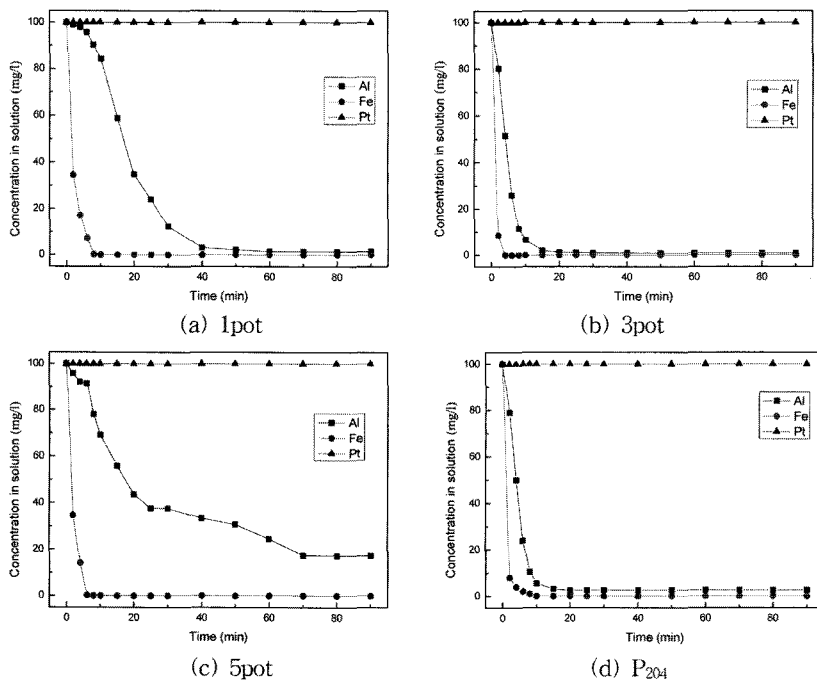 Concentration in solution (mg/l)
100
80
60
40
20
0
Al
Fe
Pt
0 20 40 60 80
Time (min)
(a) 1pot
Concentration in solution (mg/l)
100
80
60
40
20
0
Al
Fe
Pt
0 20 40 60 80
Time (min)
(b) 3pot
Concentration in solution (mg/l)
100
80
60
40
20
0
Al
Fe
Pt
0 20 40 60 80
Time (min)
(c) 5pot
Concentration in solution (mg/l)
100
80
60
40
20
0
Al
Fe
Pt
0 20 40 60 80
Time (min)
(d) P₂₀₄